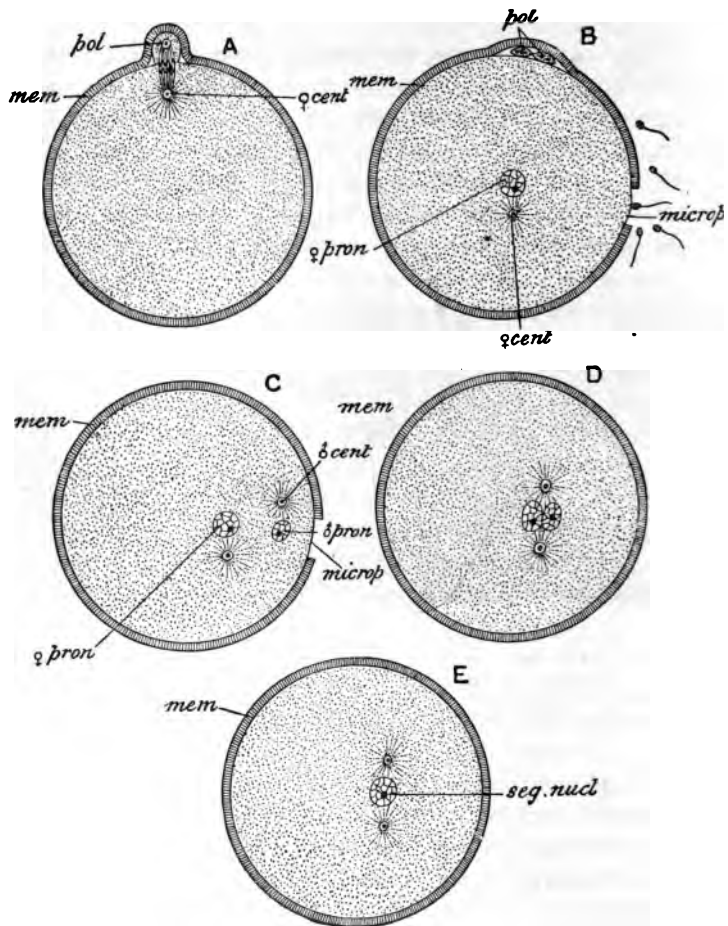 A
pol
mem
♀cent
B
pol
mem
microp
♀pron
♀cent
C
mem
♂cent
♂pron
microp
♀pron
D
mem
E
mem
seg. nucl